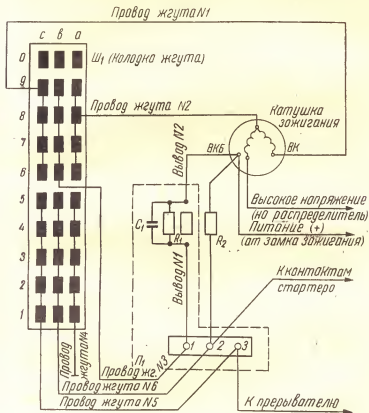 Провод жгута N1
с в а
0 Ш₁ (Колодка жгута)
9
8 Провод жгута N2
Катушка
зажигания
7
6
ВКБ ВК
Вывод N2
5
4
3
2
1
C₁
R₁
R₂
Высокое напряжение
(на распределитель)
Питание (+)
(от замка зажигания)
Вывод N1
К контактам
стартера
П₁
1 2 3
Провод
жгута N4
Провод жг. N3
Провод жгута N6
Провод жгута N5
К прерывателю